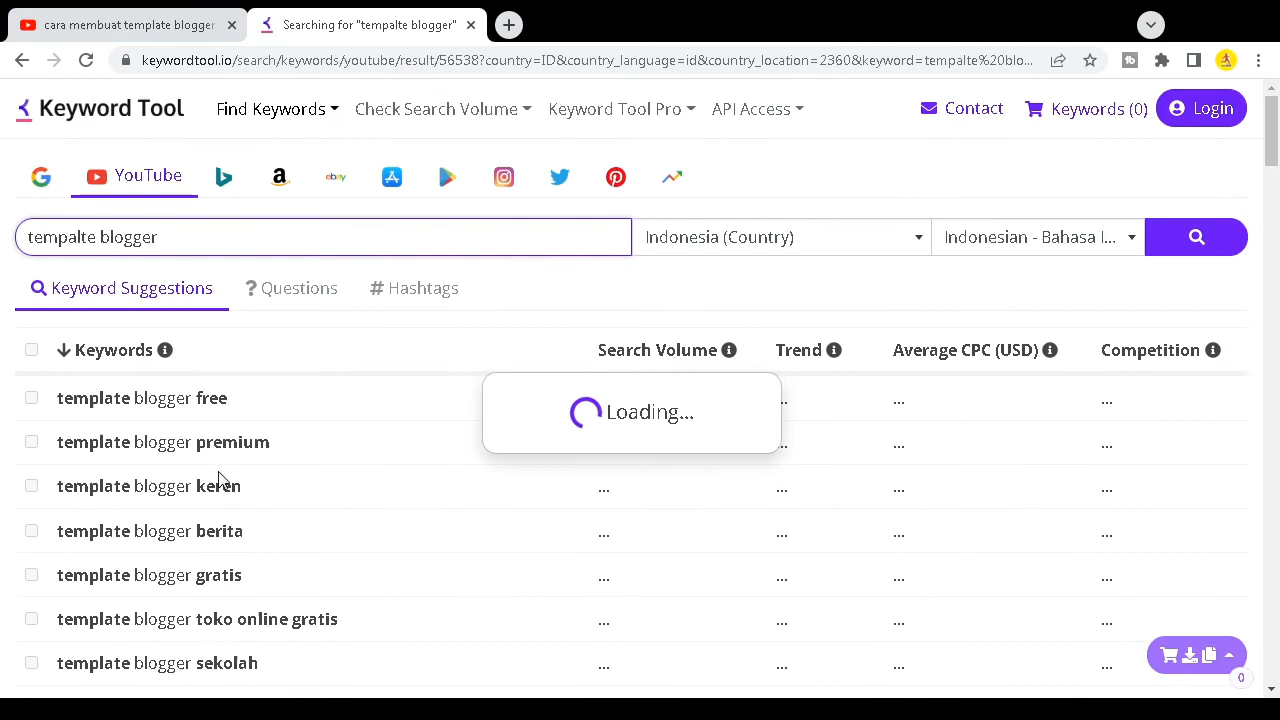 cara membuat template blogger
Searching for "tempalte blogger"
keywordtool.io/search/keywords/youtube/result/56538?country=ID&country_language=id&country_location=2360&keyword=tempalte%20blo...
Keyword Tool
Find Keywords
Check Search Volume
Keyword Tool Pro
API Access
Contact
Keywords (0)
Login
YouTube
ebay
tempalte blogger
Indonesia (Country)
Indonesian - Bahasa I...
Keyword Suggestions
? Questions
# Hashtags
Keywords
Search Volume
Trend
Average CPC (USD)
Competition
Loading...
template blogger free ... ... ...
template blogger premium ... ... ...
template blogger keren ... ... ... ...
template blogger berita ... ... ... ...
template blogger gratis ... ... ... ...
template blogger toko online gratis ... ... ... ...
template blogger sekolah ... ... ... ...
0